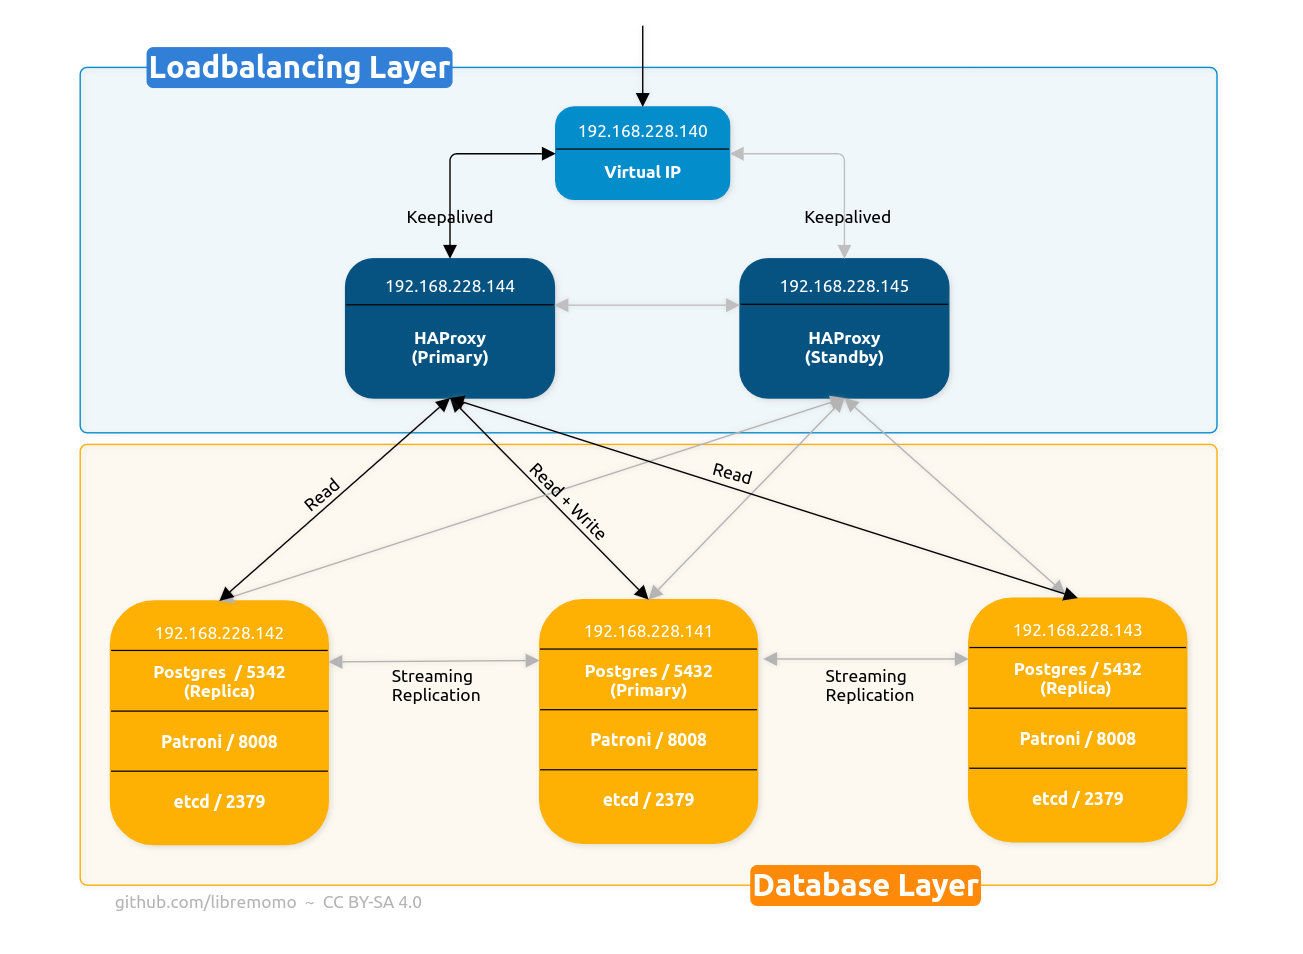 Loadbalancing Layer
192.168.228.140
Virtual IP
Keepalived
Keepalived
192.168.228.144
HAProxy
(Primary)
192.168.228.145
HAProxy
(Standby)
Read
Read + Write
Read
192.168.228.142
Postgres / 5342
(Replica)
Patroni / 8008
etcd / 2379
Streaming
Replication
192.168.228.141
Postgres / 5432
(Primary)
Patroni / 8008
etcd / 2379
Streaming
Replication
192.168.228.143
Postgres / 5432
(Replica)
Patroni / 8008
etcd / 2379
Database Layer
github.com/libremomo ~ CC BY-SA 4.0